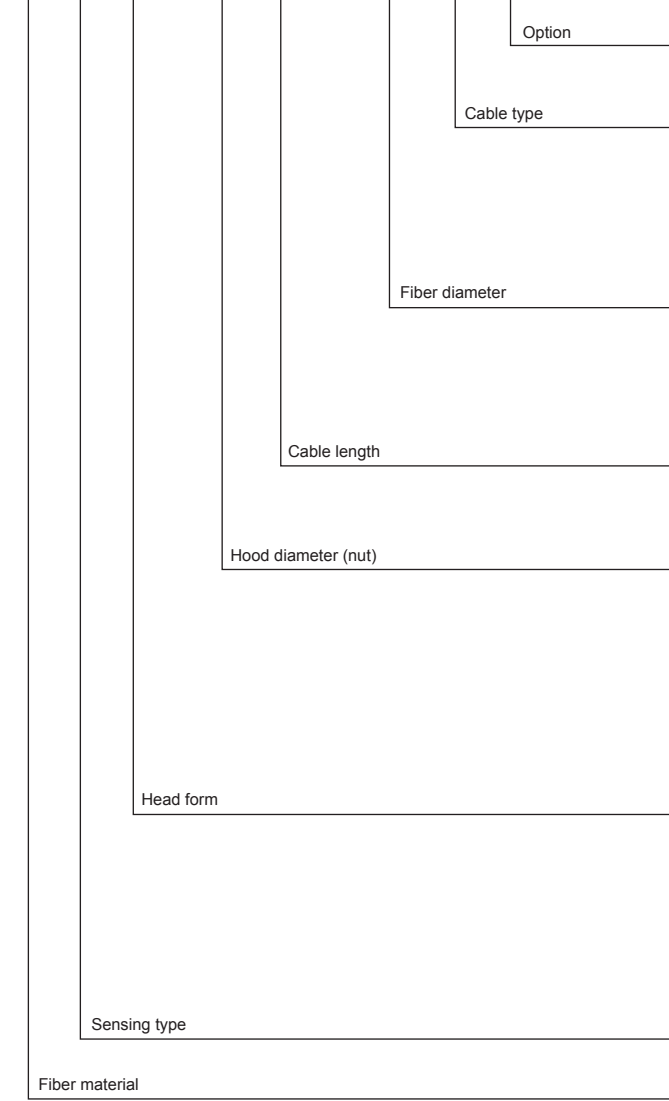 Option
Cable type
Fiber diameter
Cable length
Hood diameter (nut)
Head form
Sensing type
Fiber material